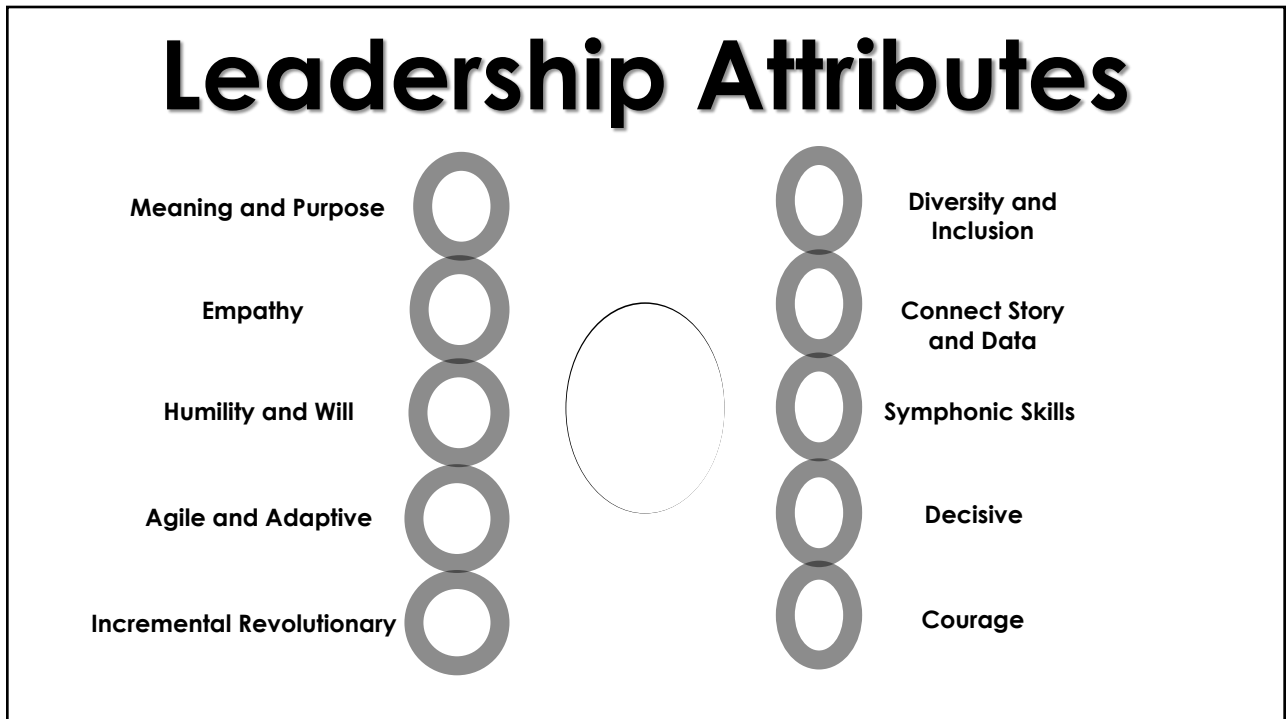 Leadership Attributes
Meaning and Purpose
Empathy
Humility and Will
Agile and Adaptive
Incremental Revolutionary
Diversity and
Inclusion
Connect Story
and Data
Symphonic Skills
Decisive
Courage